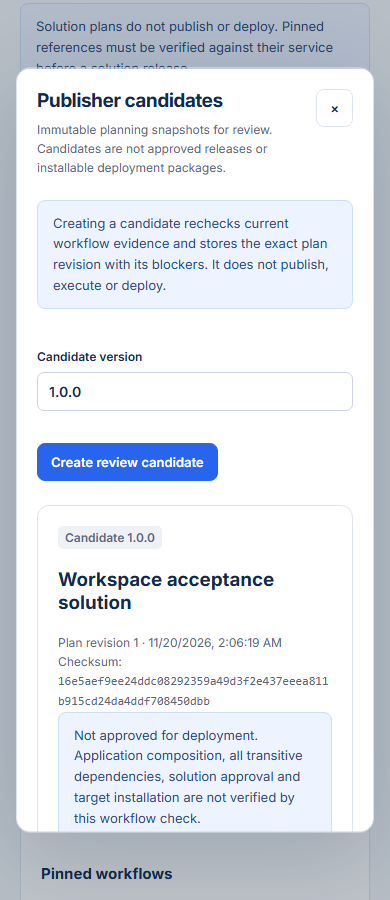 Solution plans do not publish or deploy. Pinned
references must be verified against their service
before a solution release
Publisher candidates
×
Immutable planning snapshots for review.
Candidates are not approved releases or
installable deployment packages.
Creating a candidate rechecks current
workflow evidence and stores the exact plan
revision with its blockers. It does not publish,
execute or deploy.
Candidate version
1.0.0
Create review candidate
Candidate 1.0.0
Workspace acceptance
solution
Plan revision 1 · 11/20/2026, 2:06:19 AM
Checksum:
16e5aef9ee24ddc08292359a49d3f2e437eeea811
b915cd24da4ddf708450dbb
Not approved for deployment.
Application composition, all transitive
dependencies, solution approval and
target installation are not verified by
this workflow check.
Pinned workflows